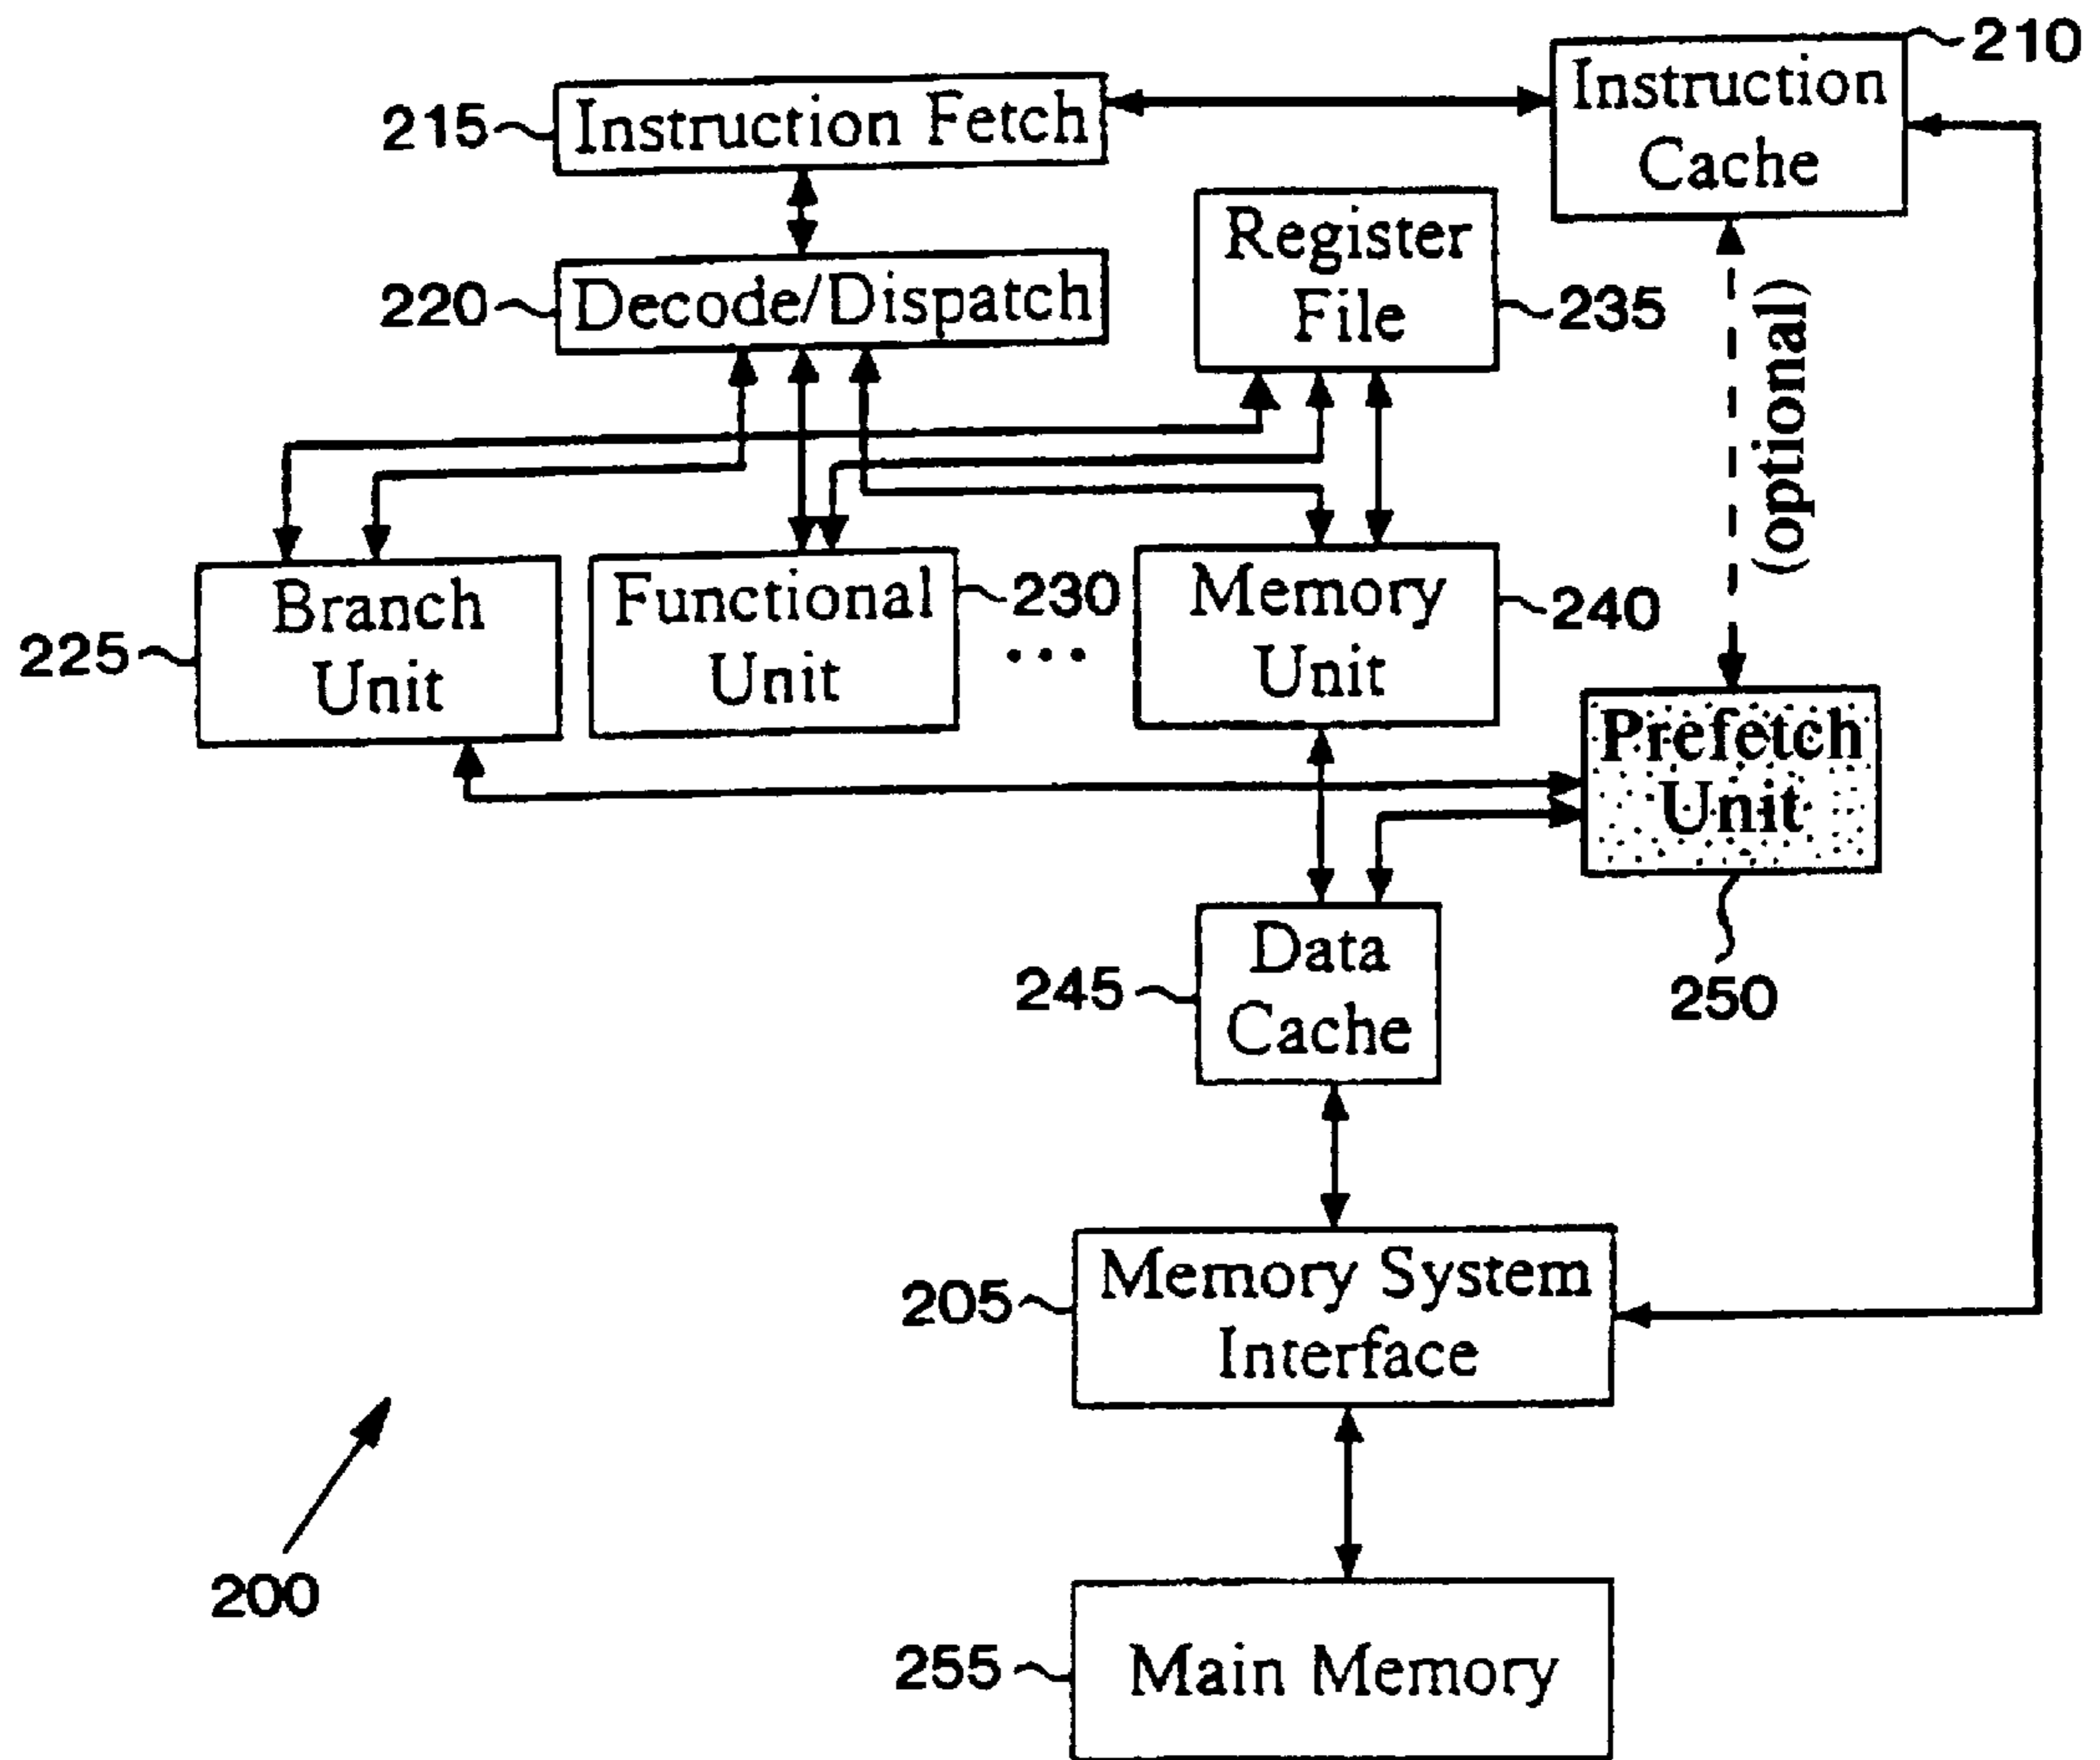 210
Instruction
Cache
215
Instruction Fetch
Register
File
235
220
Decode/Dispatch
(optional)
225
Branch
Unit
Functional
Unit
230
...
Memory
Unit
240
Prefetch
Unit
250
245
Data
Cache
205
Memory System
Interface
200
255
Main Memory